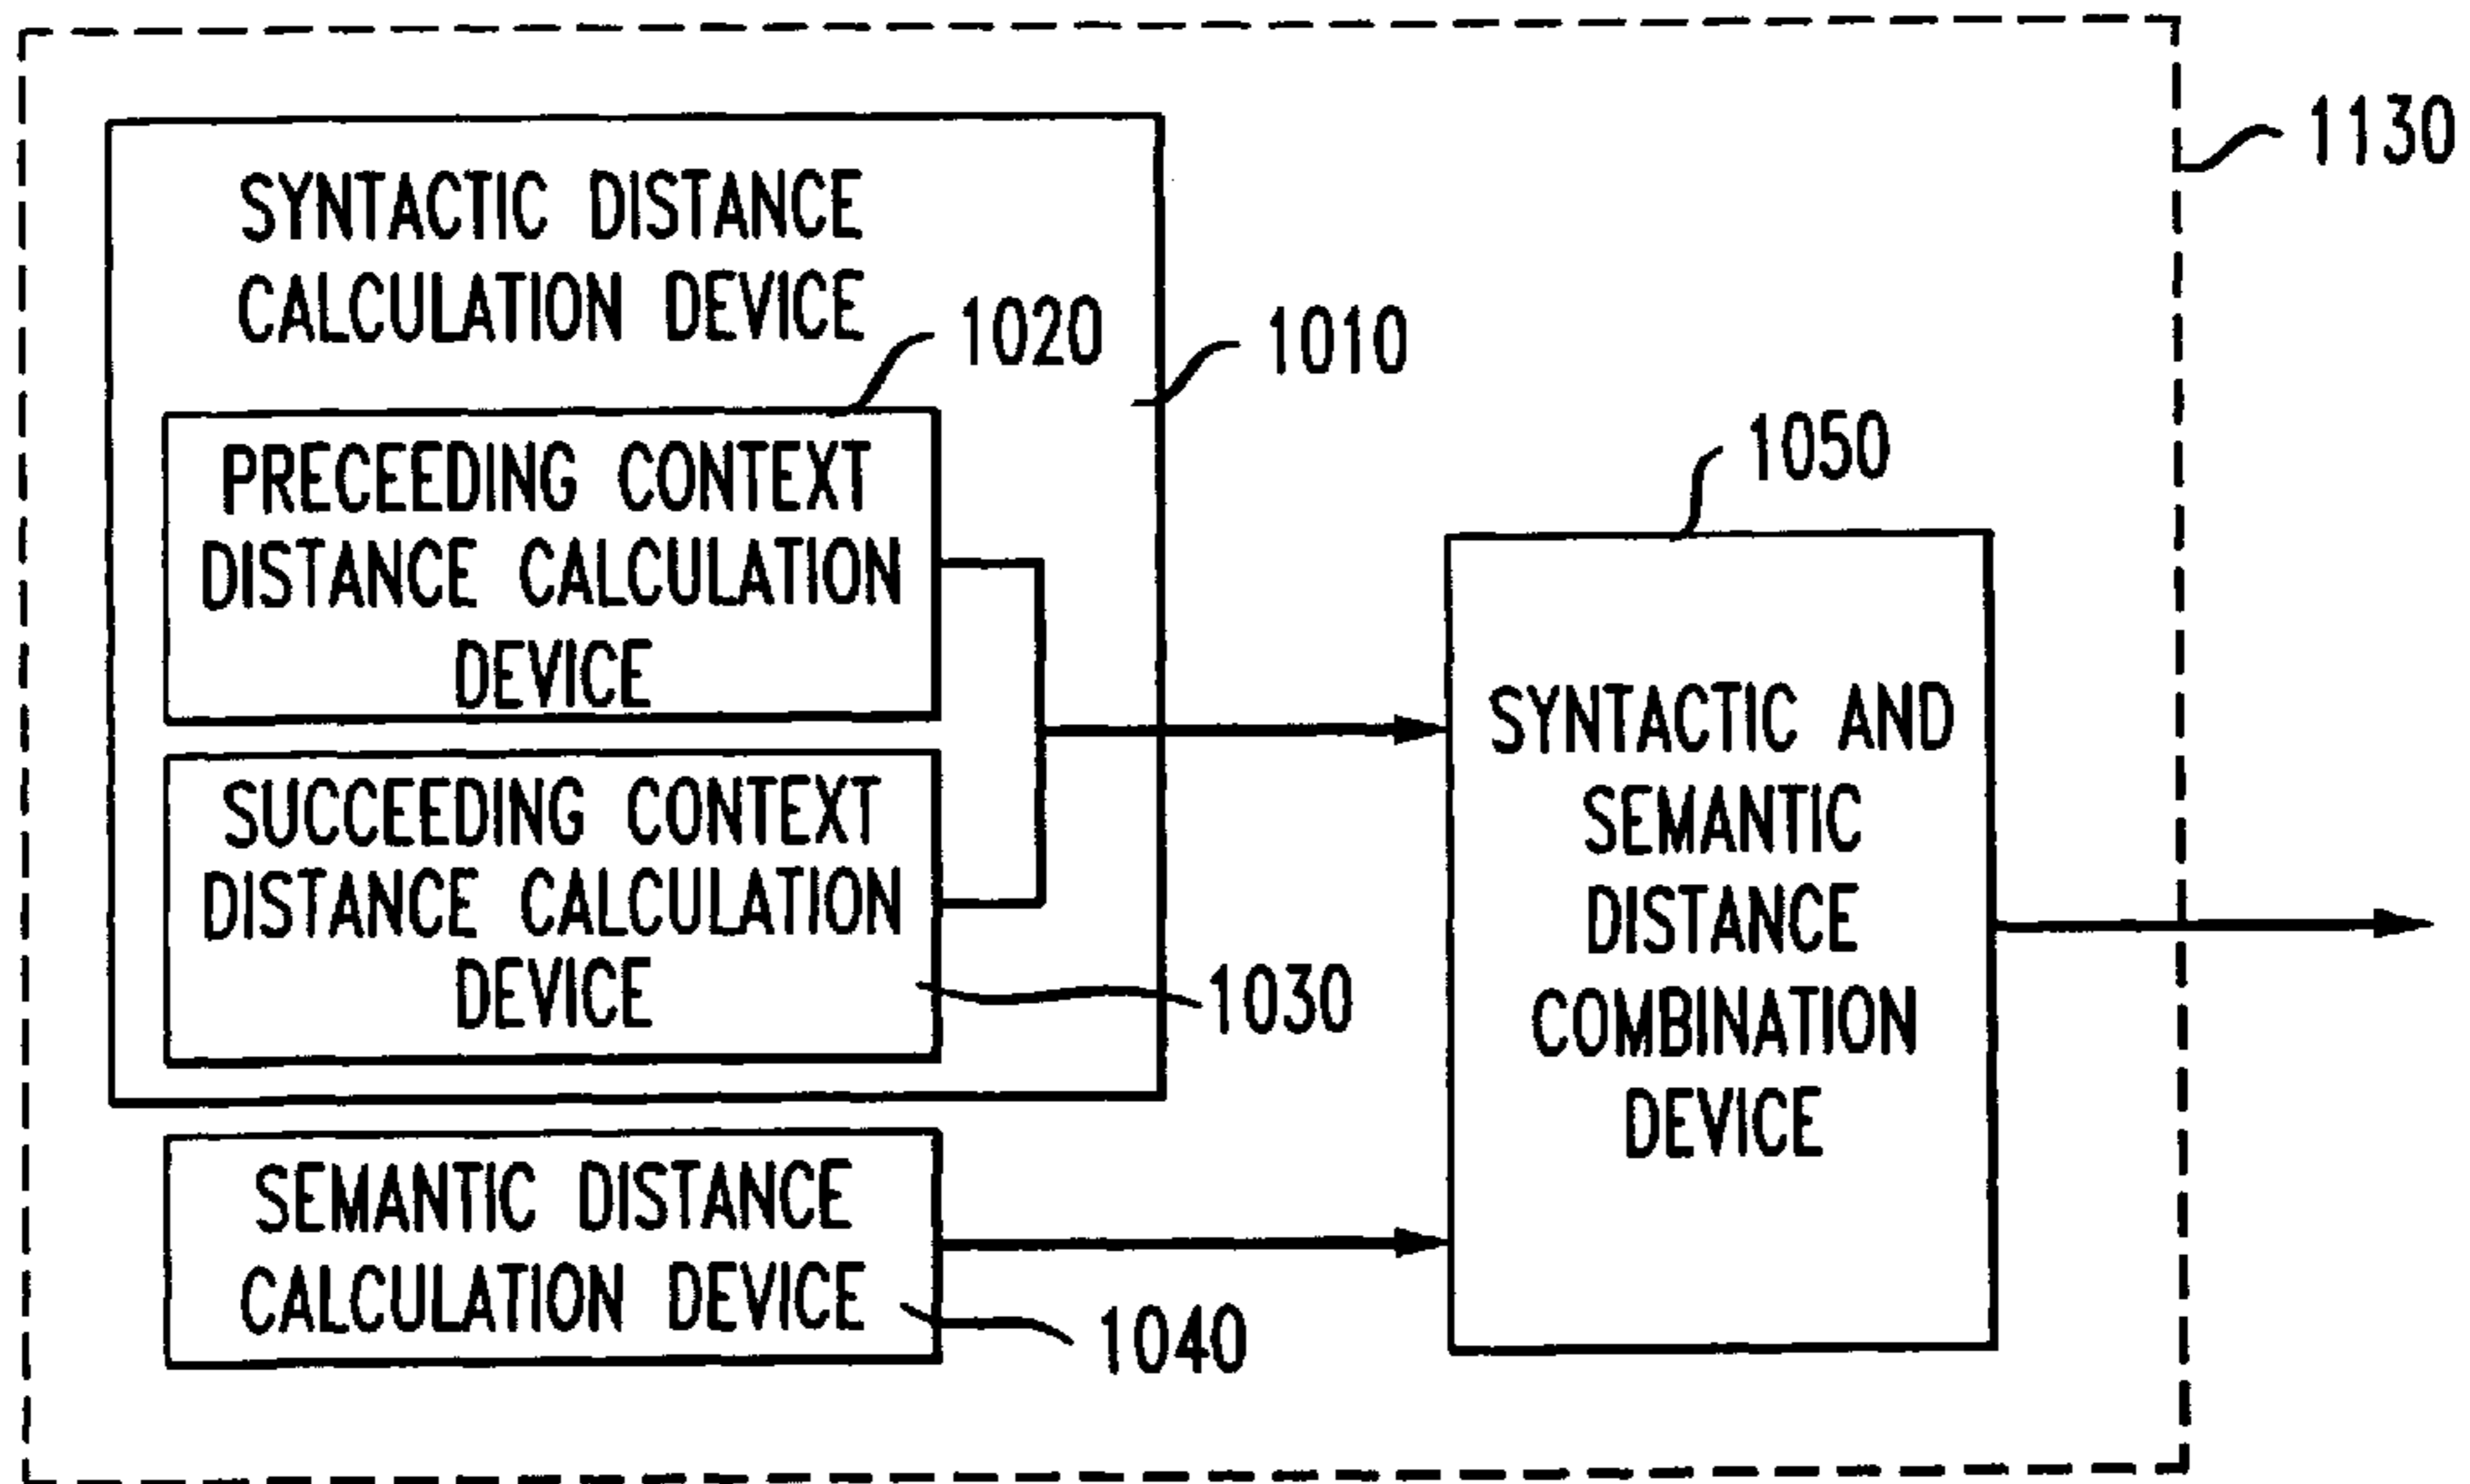 1130
SYNTACTIC DISTANCE
CALCULATION DEVICE
1020
1010
PRECEEDING CONTEXT
DISTANCE CALCULATION
DEVICE
1050
SUCCEEDING CONTEXT
DISTANCE CALCULATION
DEVICE
1030
SYNTACTIC AND
SEMANTIC
DISTANCE
COMBINATION
DEVICE
SEMANTIC DISTANCE
CALCULATION DEVICE
1040